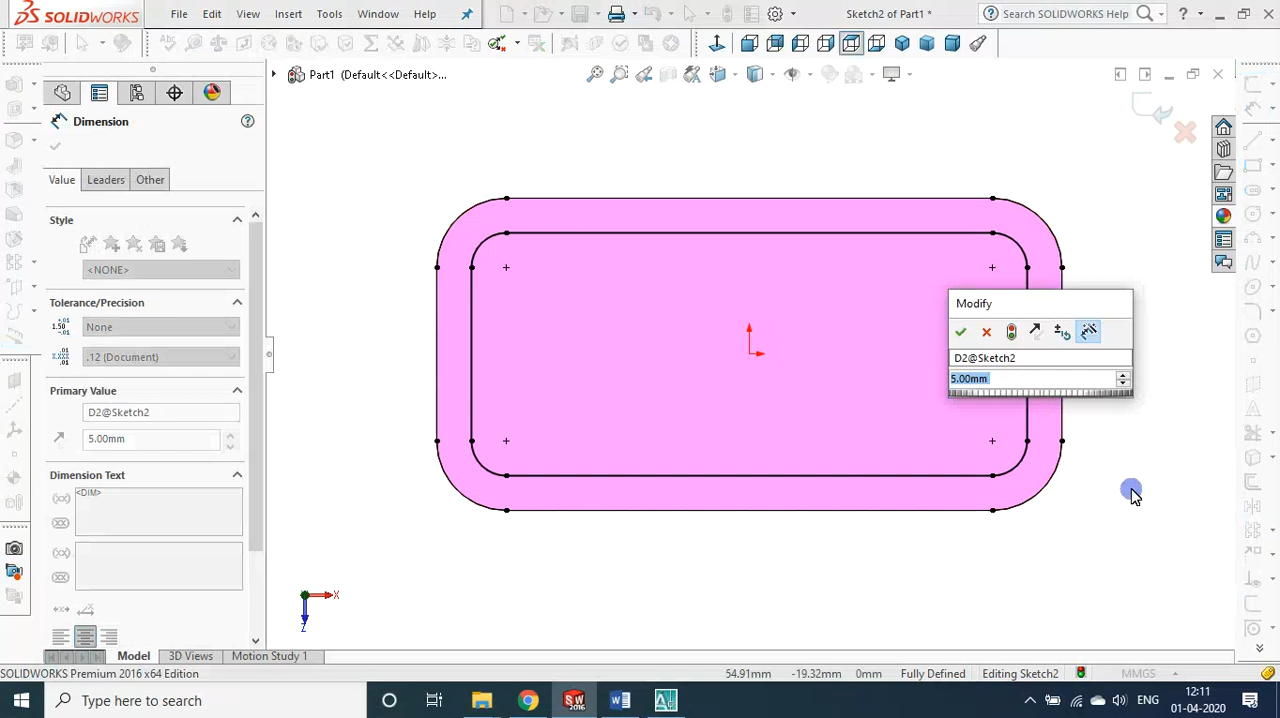 SOLIDWORKS
File Edit View Insert Tools Window Help
Sketch2 of Part1 *
Search SOLIDWORKS Help
?
Part1 (Default<<Default>...
Dimension
?
Value Leaders Other
Style
<NONE>
Tolerance/Precision
None
.12 (Document)
Primary Value
D2@Sketch2
5.00mm
Dimension Text
<DIM>
Modify
D2@Sketch2
5.00mm
X
Z
Model 3D Views Motion Study 1
SOLIDWORKS Premium 2016 x64 Edition
54.91mm -19.32mm 0mm Fully Defined Editing Sketch2 MMGS
Type here to search
ENG
12:11
01-04-2020